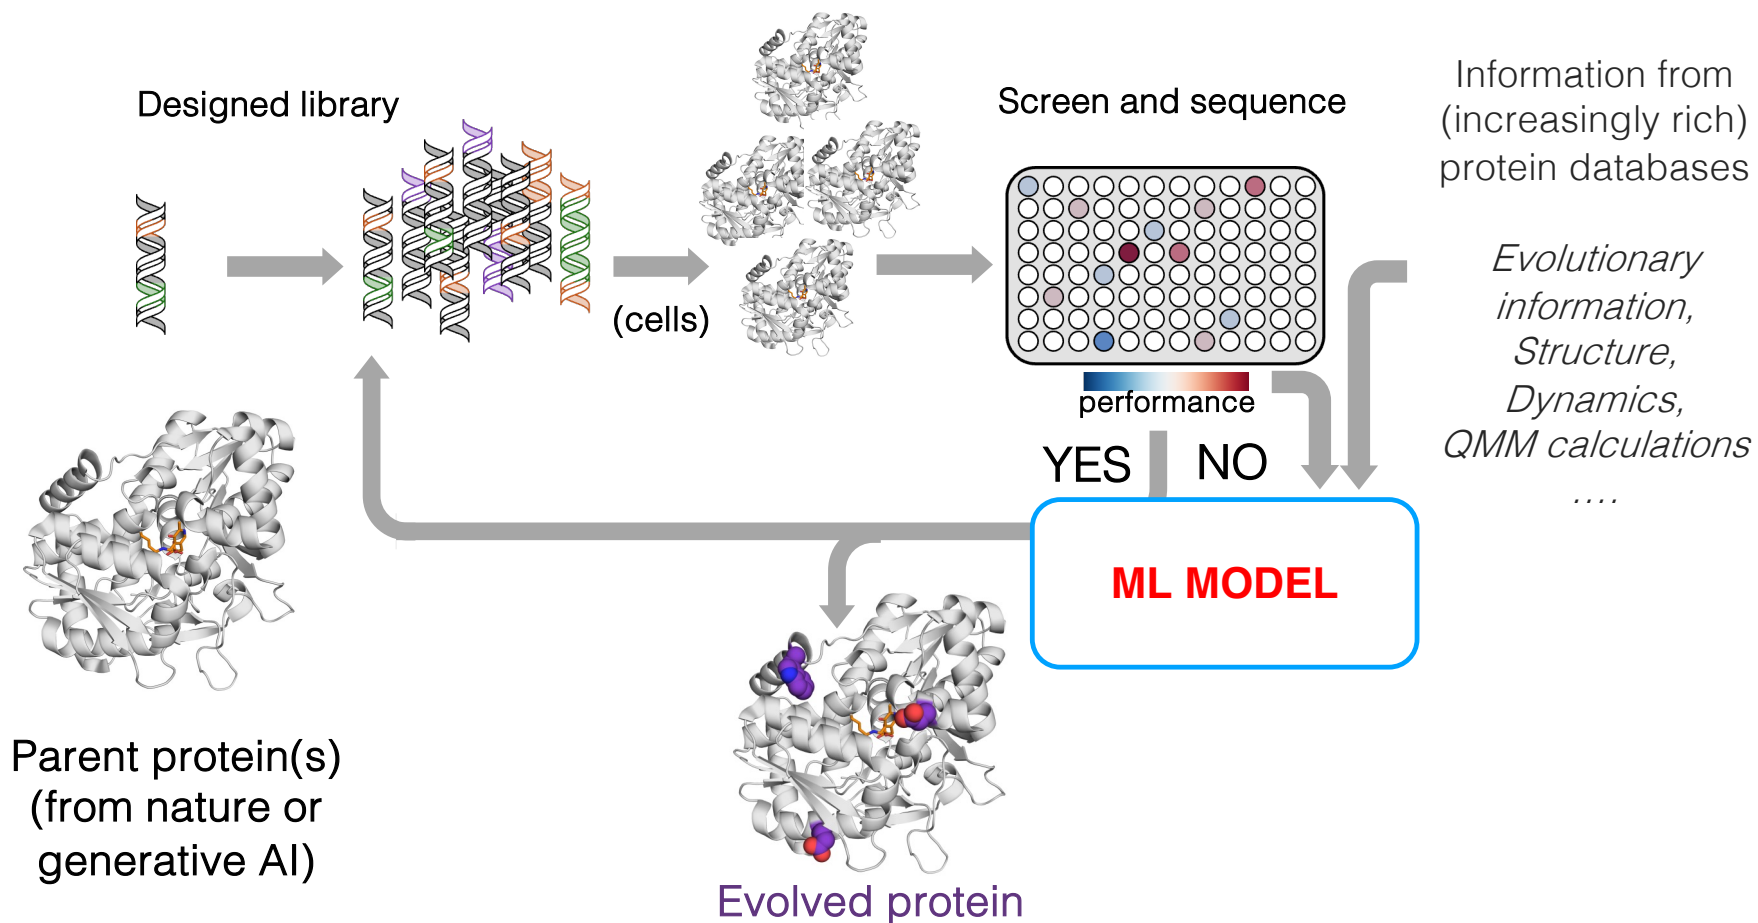 Designed library
(cells)
Screen and sequence
performance
YES
NO
Information from
(increasingly rich)
protein databases
Evolutionary
information,
Structure,
Dynamics,
QMM calculations
....
ML MODEL
Parent protein(s)
(from nature or
generative AI)
Evolved protein